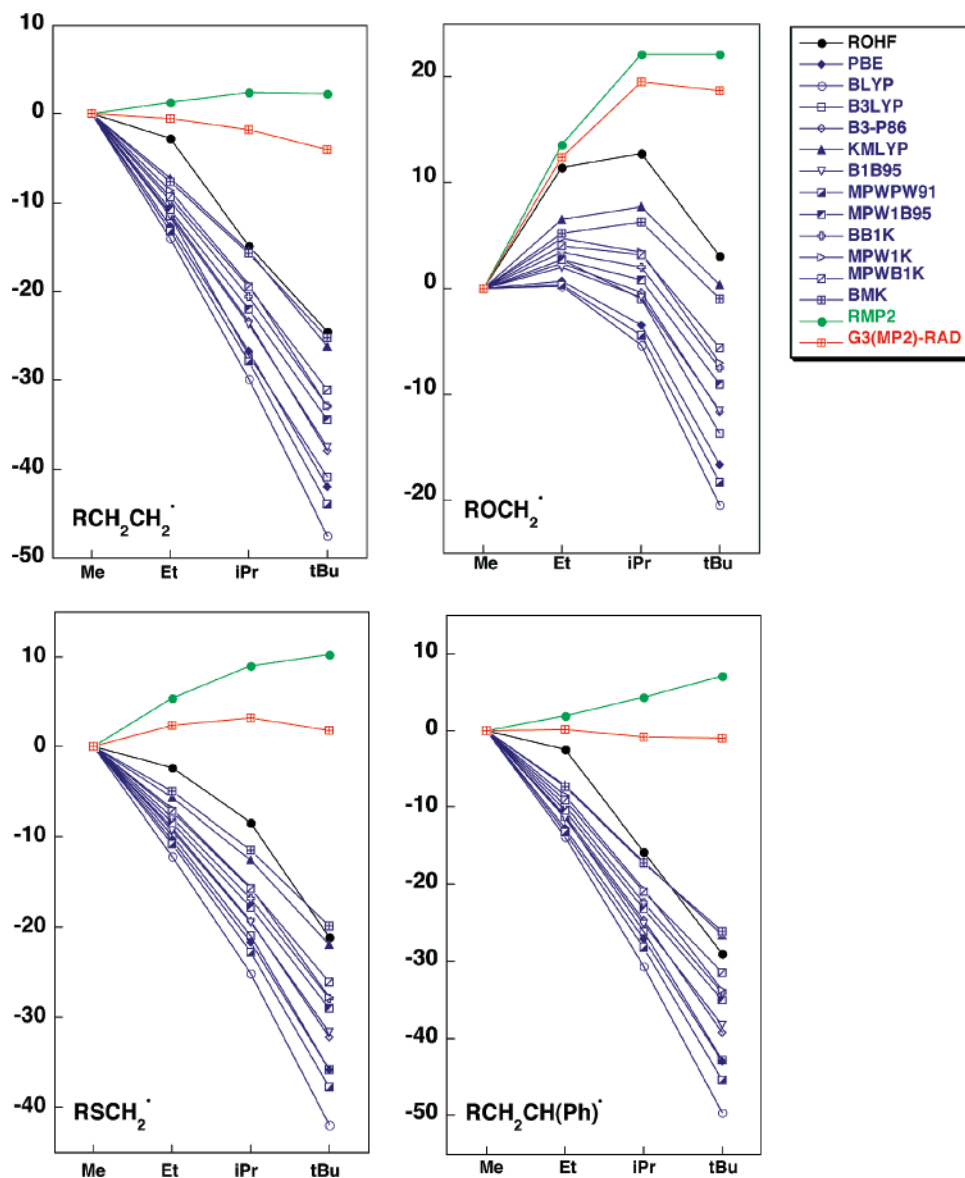 10
0
-10
-20
-30
-40
-50
Me Et iPr tBu
RCH₂CH₂˙
20
10
0
-10
-20
Me Et iPr tBu
ROCH₂˙
ROHF
PBE
BLYP
B3LYP
B3-P86
KMLYP
B1B95
MPWPW91
MPW1B95
BB1K
MPW1K
MPWB1K
BMK
RMP2
G3(MP2)-RAD
10
0
-10
-20
-30
-40
Me Et iPr tBu
RSCH₂˙
10
0
-10
-20
-30
-40
-50
Me Et iPr tBu
RCH₂CH(Ph)˙